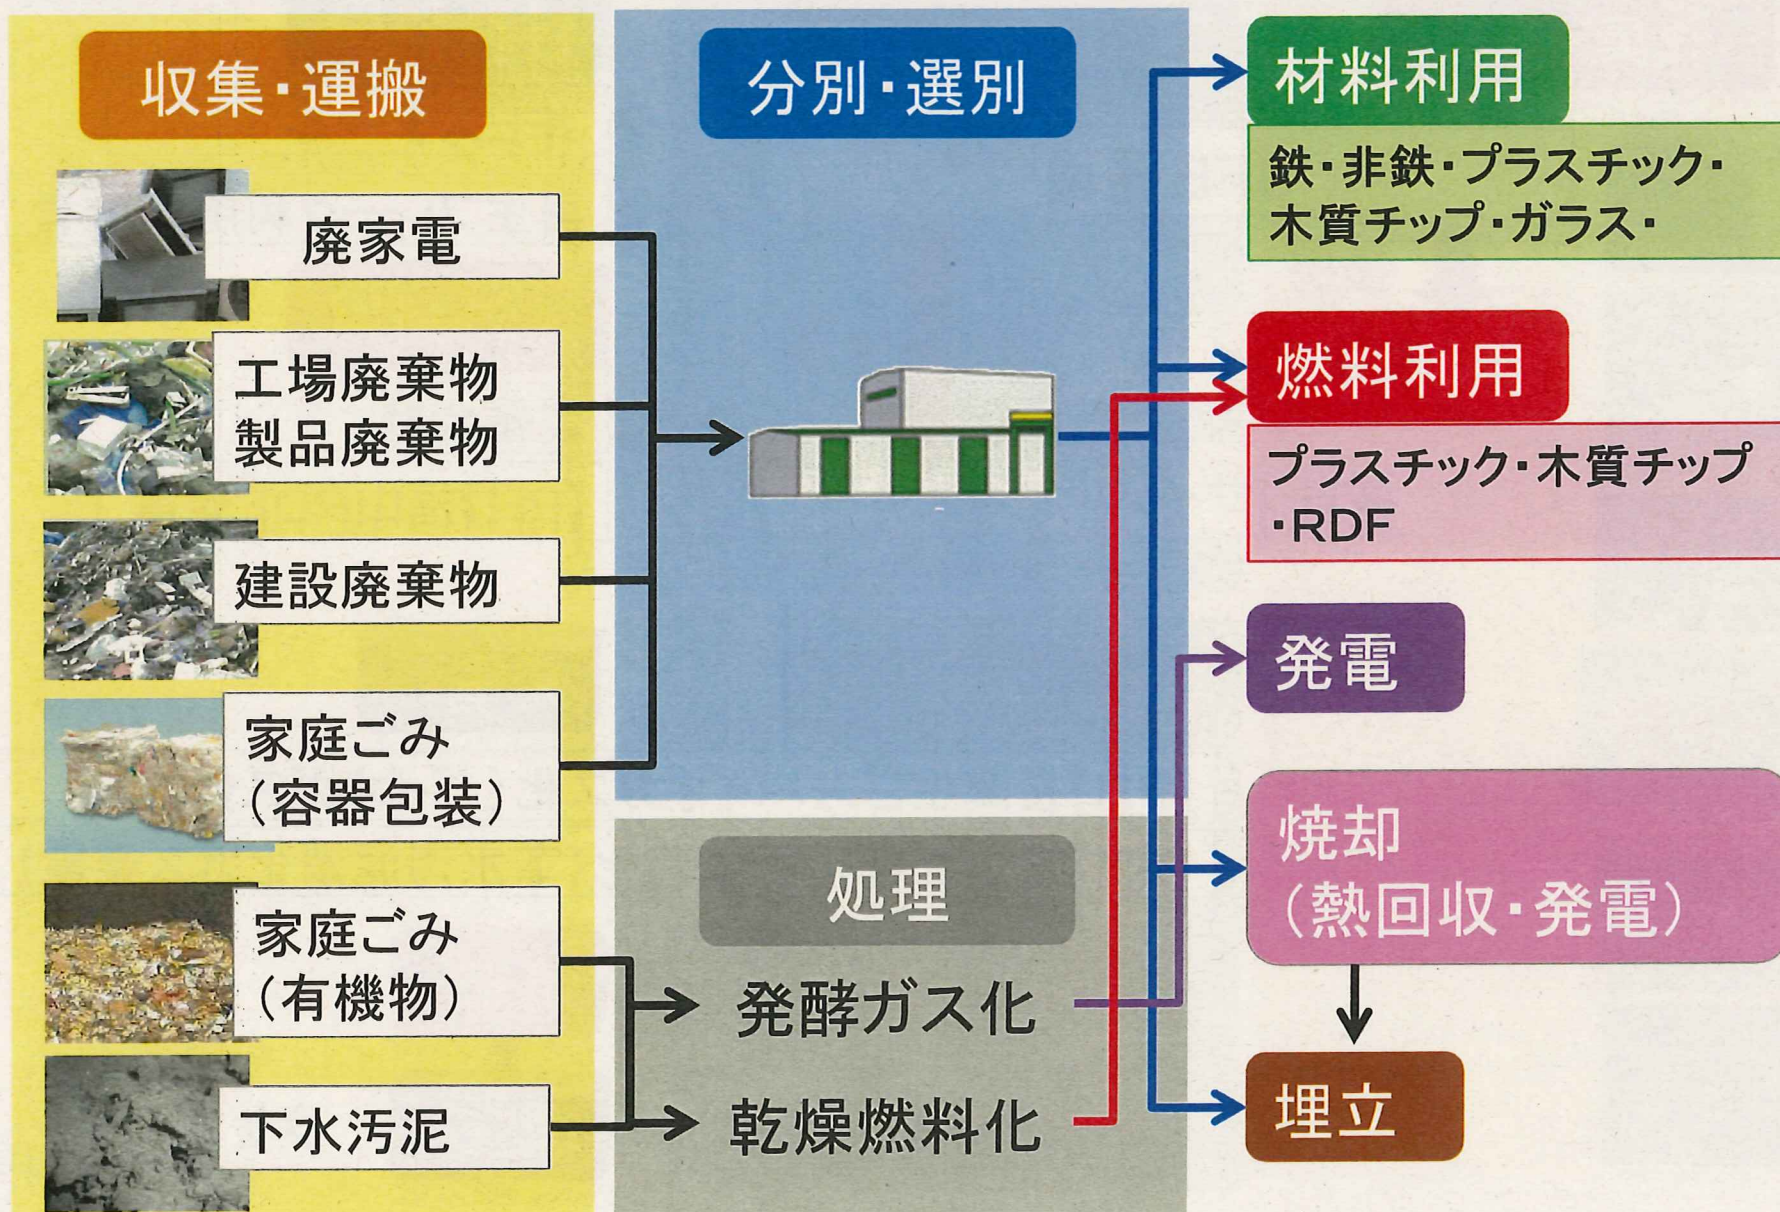 収集・運搬
廃家電
工場廃棄物
製品廃棄物
建設廃棄物
家庭ごみ
（容器包装）
家庭ごみ
（有機物）
下水汚泥
分別・選別
処理
発酵ガス化
乾燥燃料化
材料利用
鉄・非鉄・プラスチック・
木質チップ・ガラス・
燃料利用
プラスチック・木質チップ
・RDF
発電
焼却
（熱回収・発電）
埋立